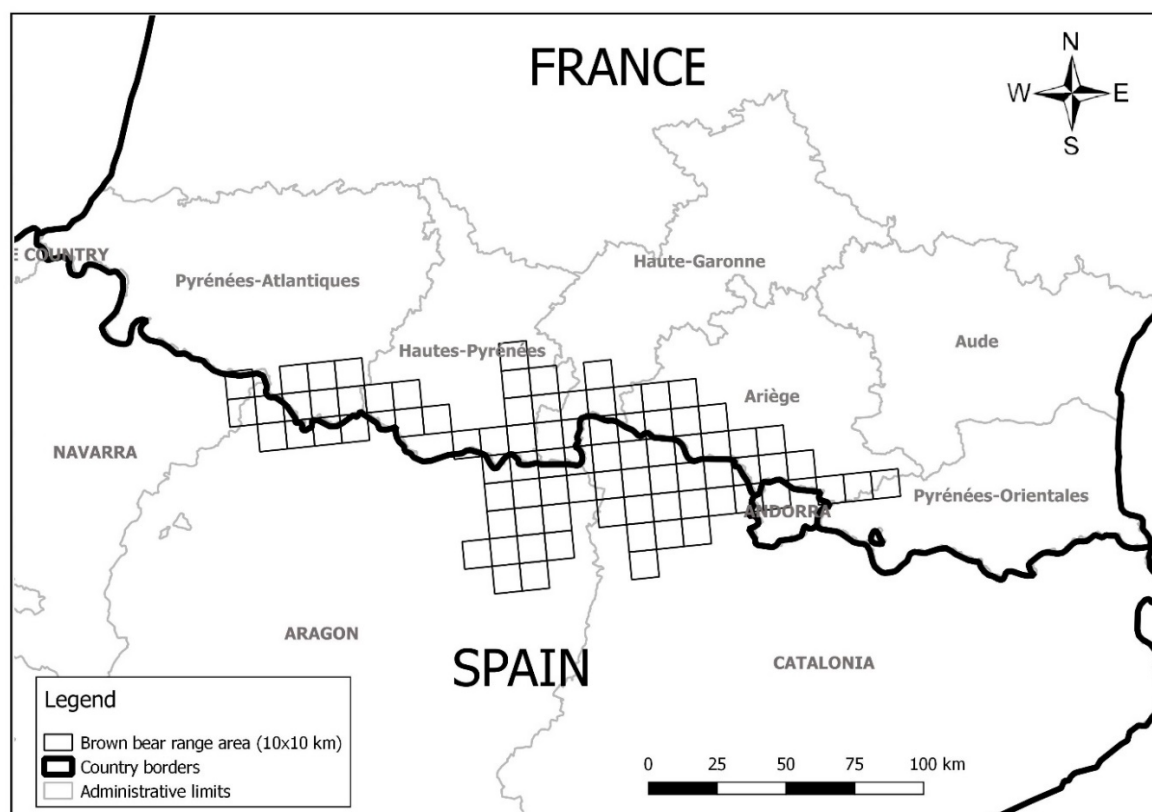 FRANCE
N
W E
S
Haute-Garonne
E COUNTRY
Pyrénées-Atlantiques
Aude
Hautes-Pyrénées
Ariège
NAVARRA
Pyrénées-Orientales
ANDORRA
ARAGON
SPAIN
CATALONIA
Legend
Brown bear range area (10x10 km)
Country borders
Administrative limits
0 25 50 75 100 km